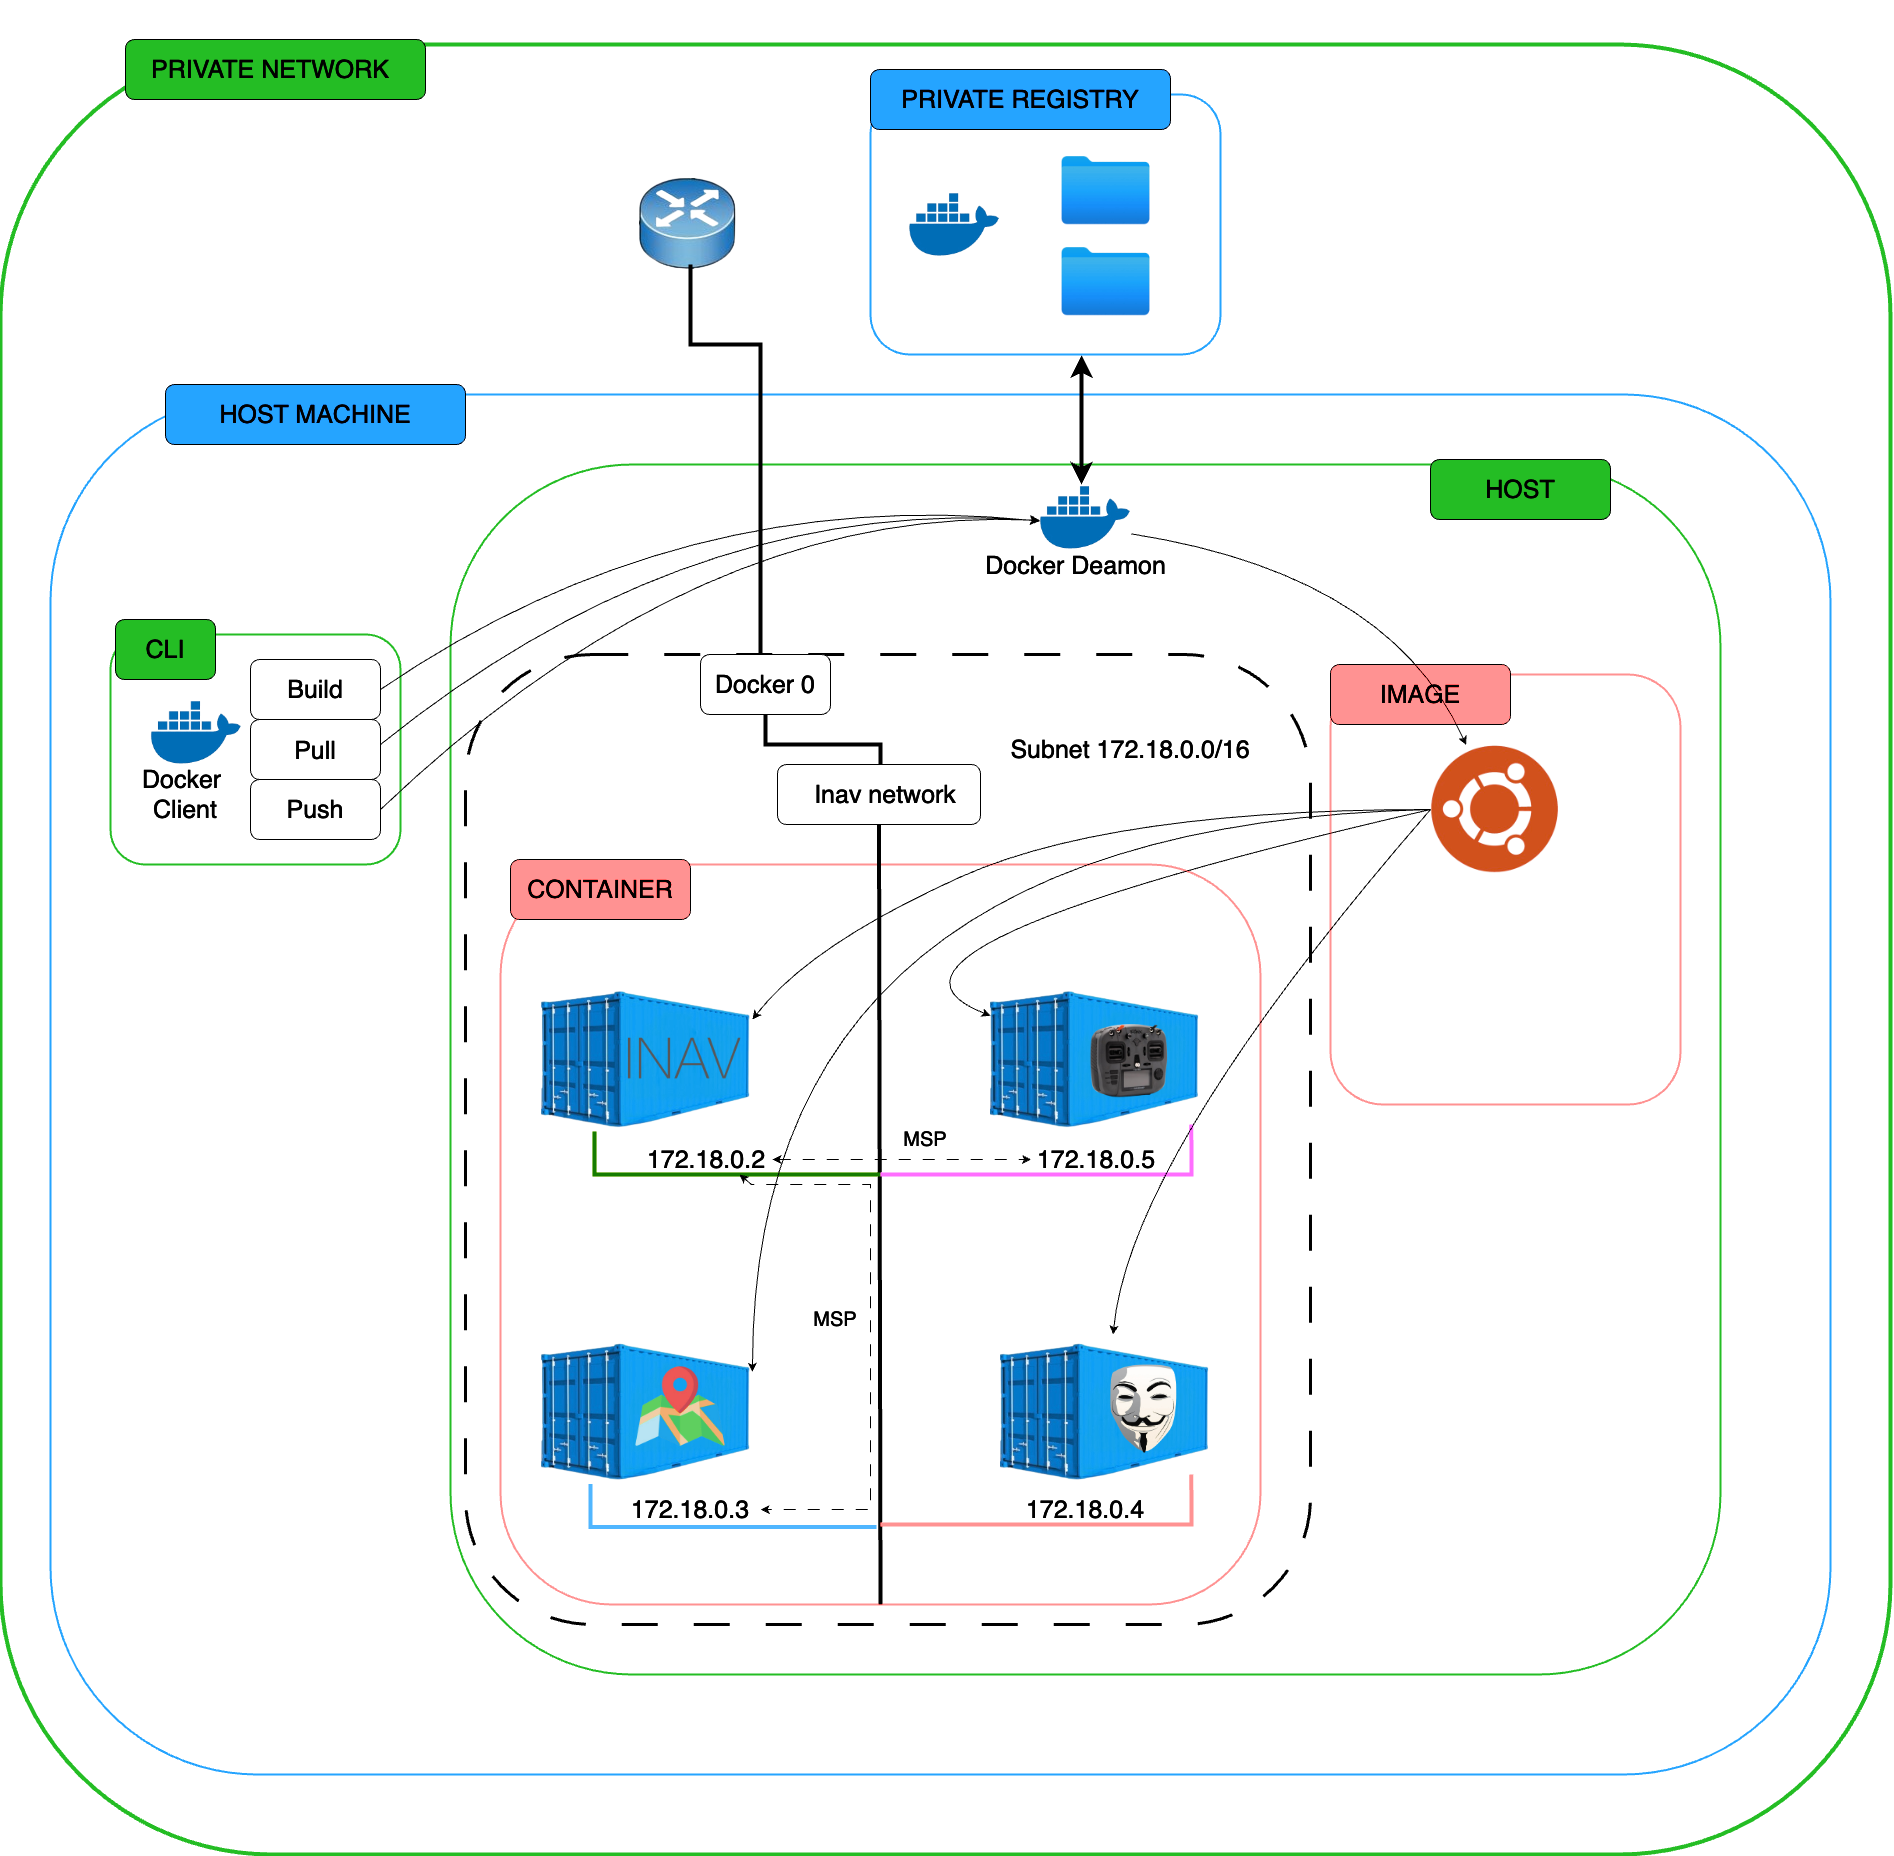 PRIVATE NETWORK
PRIVATE REGISTRY
HOST MACHINE
HOST
Docker Deamon
CLI
Build
Pull
Push
Docker
Client
Docker 0
IMAGE
Subnet 172.18.0.0/16
Inav network
CONTAINER
INAV
MSP
172.18.0.2
172.18.0.5
MSP
172.18.0.3
172.18.0.4